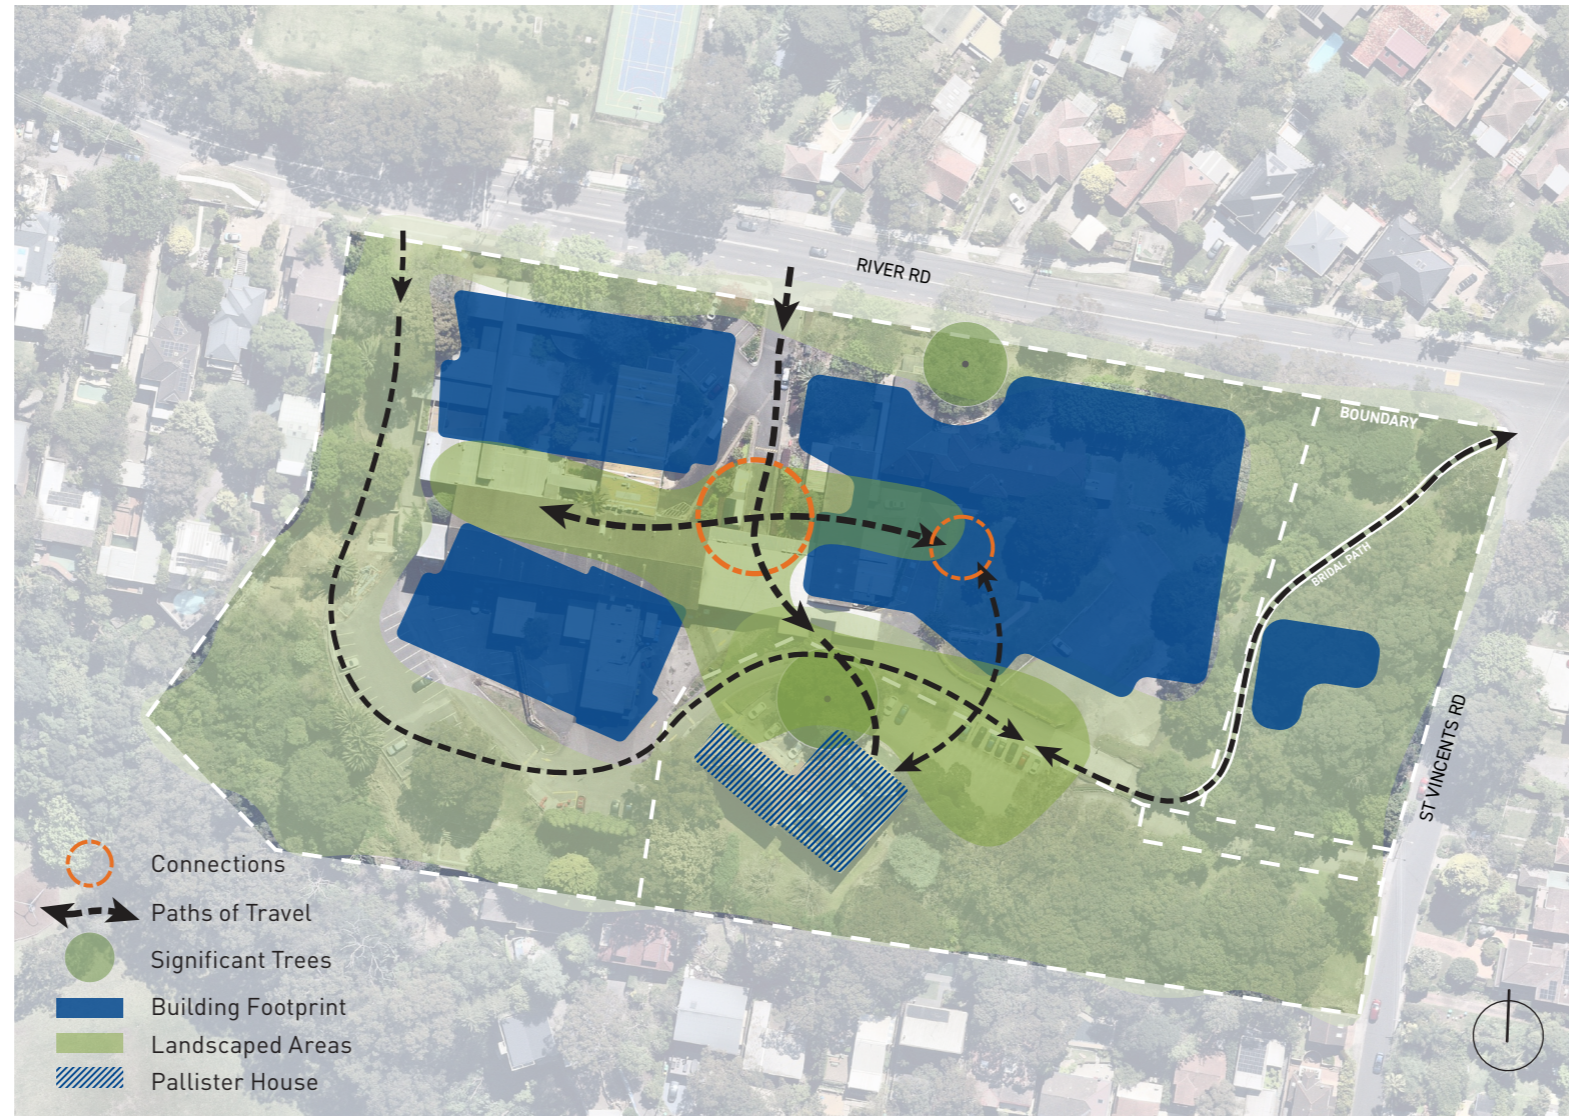 RIVER RD
BOUNDARY
BRIDAL PATH
ST VINCENTS RD
Connections
Paths of Travel
Significant Trees
Building Footprint
Landscaped Areas
Pallister House